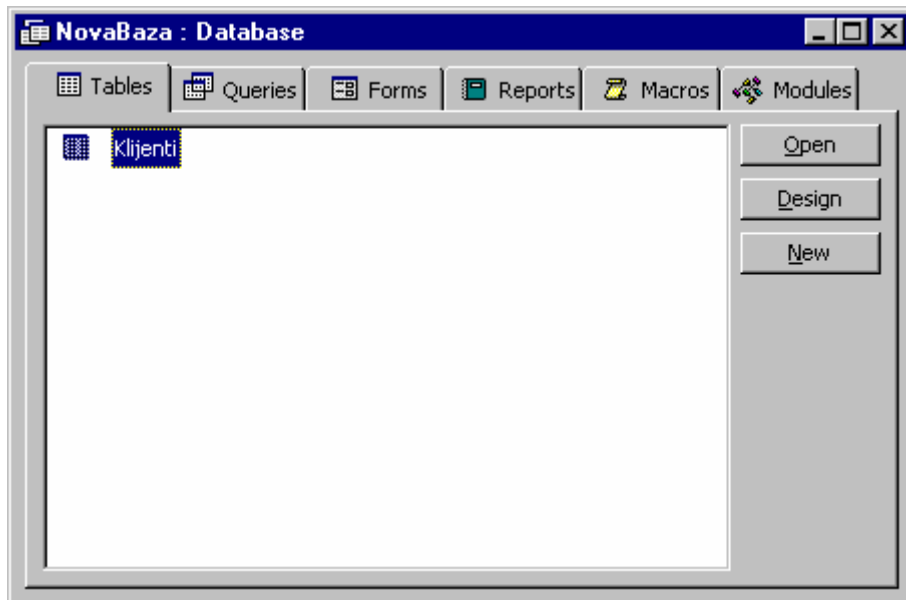 NovaBaza : Database
Tables Queries Forms Reports Macros Modules
Klijenti
Open
Design
New